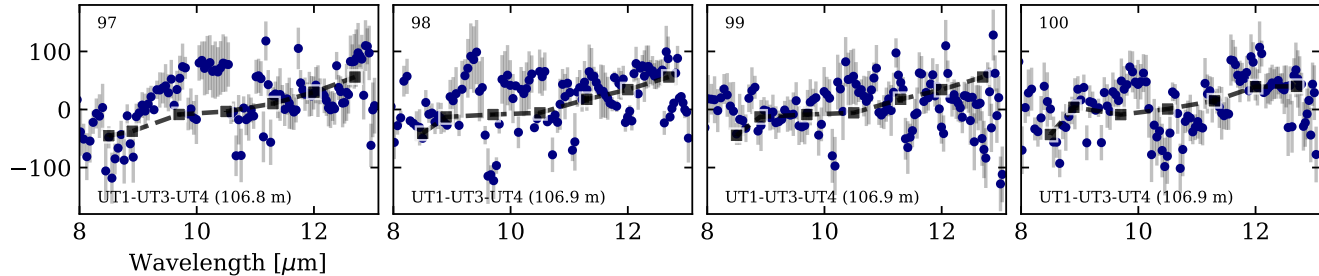 97 98 99 100
100
0
−100
UT1-UT3-UT4 (106.8 m) UT1-UT3-UT4 (106.9 m) UT1-UT3-UT4 (106.9 m) UT1-UT3-UT4 (106.9 m)
8 10 12 8 10 12 8 10 12 8 10 12
Wavelength [μm]